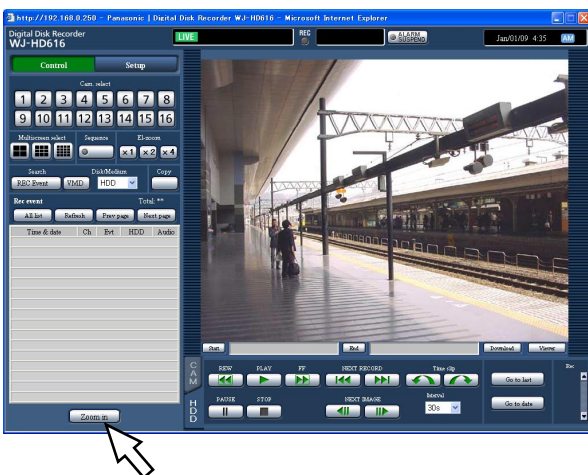 http://192.168.0.250 - Panasonic | Digital Disk Recorder WJ-HD616 - Microsoft Internet Explorer
Digital Disk Recorder
WJ-HD616
LIVE
REC
ALARM
SUSPEND
Jan/01/09 4:35 AM
Control Setup
Cam. select
1 2 3 4 5 6 7 8
9 10 11 12 13 14 15 16
Multiscreen select Sequence El-zoom
x1 x2 x4
Search Disk/Medium Copy
REC Event VMD HDD
Rec event Total: **
All list Refresh Prev page Next page
Time & date Ch Evt HDD Audio
Zoom in
Start End Download Viewer
CAM
HDD
REW PLAY FF NEXT RECORD Time slip
Go to last
Rec
PAUSE STOP NEXT IMAGE Interval
30s
Go to date